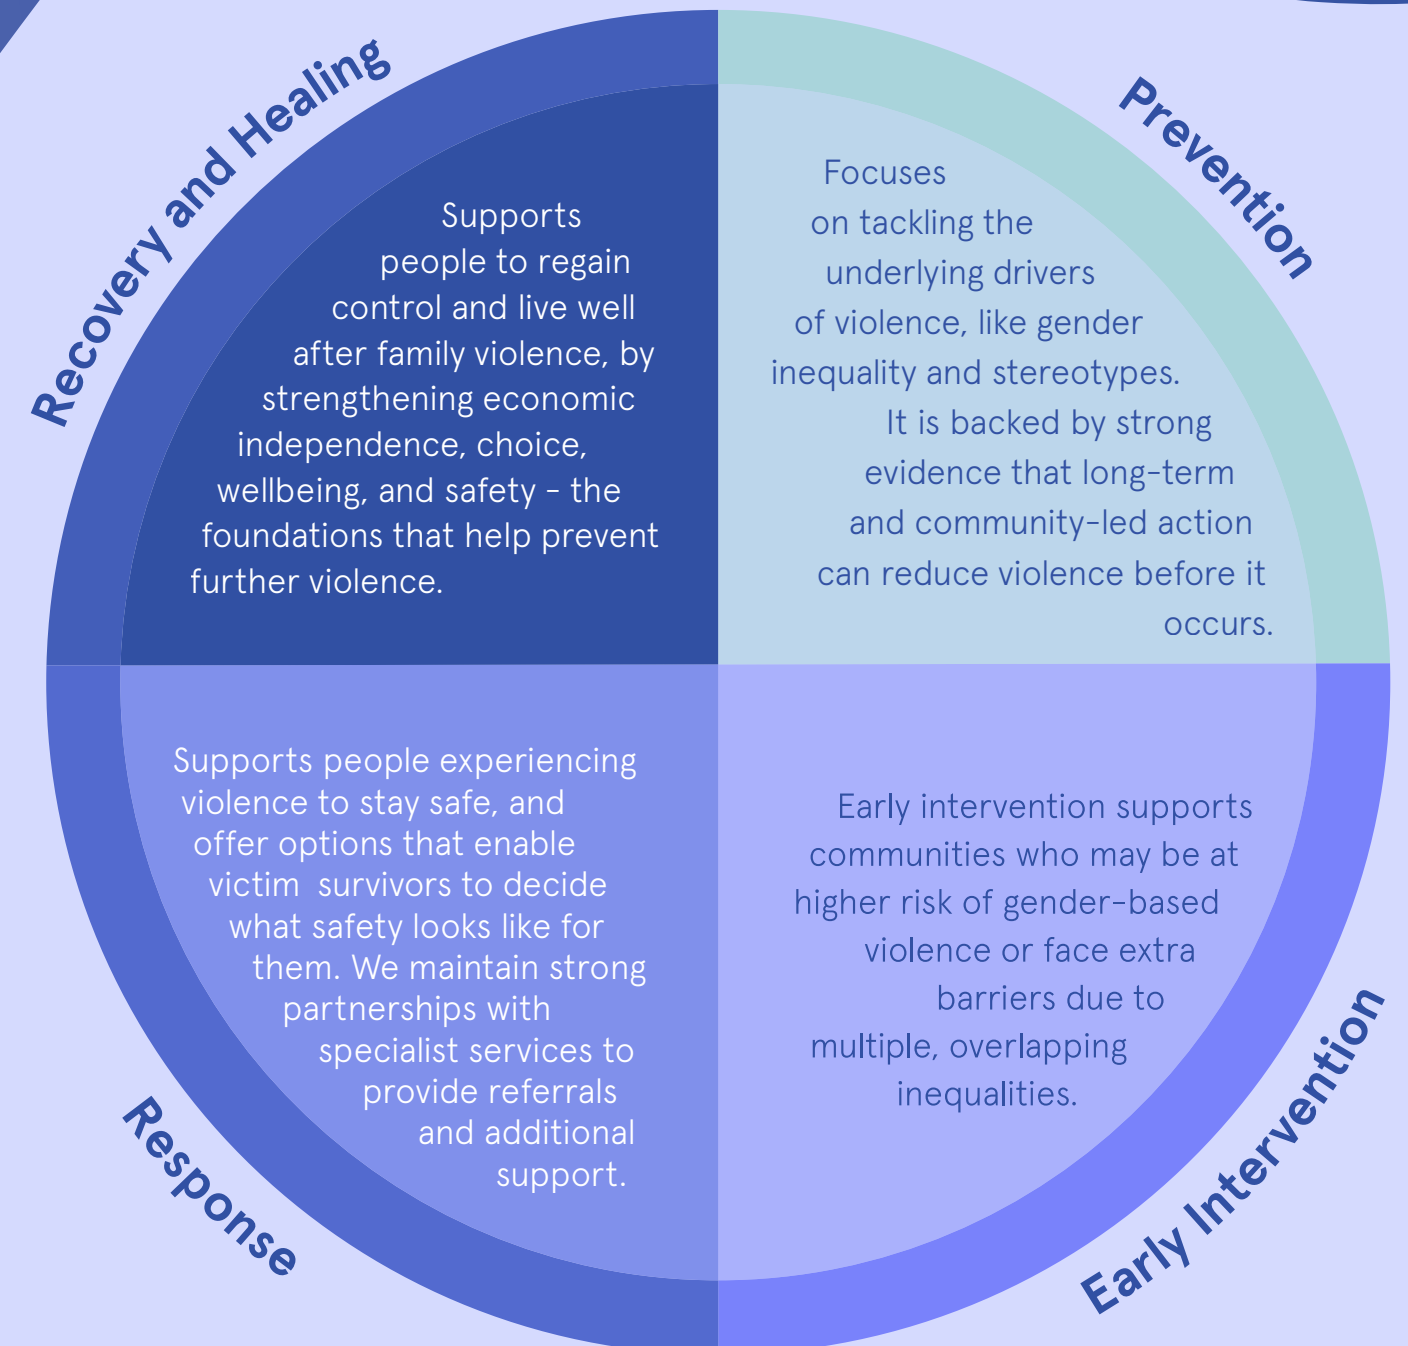 Recovery and Healing
Supports
people to regain
control and live well
after family violence, by
strengthening economic
independence, choice,
wellbeing, and safety - the
foundations that help prevent
further violence.
Prevention
Focuses
on tackling the
underlying drivers
of violence, like gender
inequality and stereotypes.
It is backed by strong
evidence that long-term
and community-led action
can reduce violence before it
occurs.
Response
Supports people experiencing
violence to stay safe, and
offer options that enable
victim  survivors to decide
what safety looks like for
them. We maintain strong
partnerships with
specialist services to
provide referrals
and additional
support.
Early Intervention
Early intervention supports
communities who may be at
higher risk of gender-based
violence or face extra
barriers due to
multiple, overlapping
inequalities.